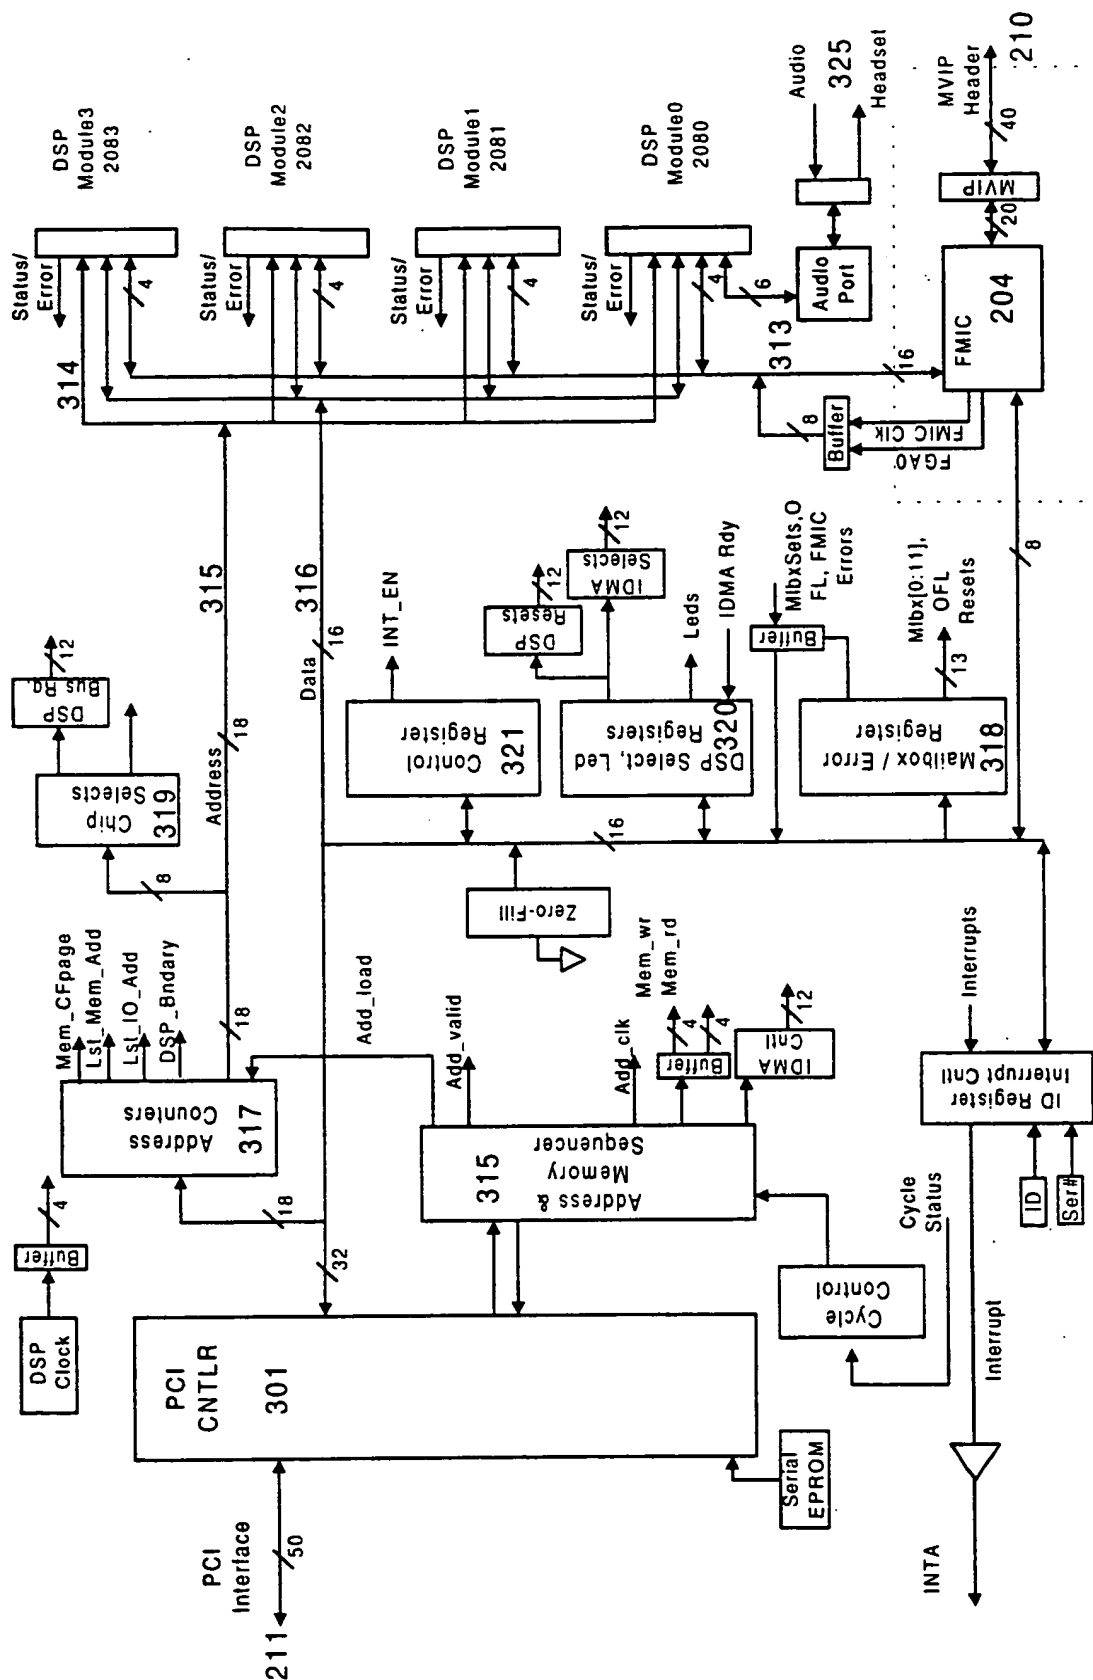 DSP
Module3
2083
DSP
Module2
2082
DSP
Module1
2081
DSP
Module0
2080
Audio
325
Headset
MVIP
Header
210
40
MVIP
20
Status/
Error
4
Status/
Error
4
Status/
Error
4
Status/
Error
4
6
Audio
Port
FMIC
204
314
313
16
8
Buffer
FMIC Clk
FGA0
315
316
Data
16
Address
18
DSP
Bus Rq.
12
Chip
Selects
319
8
INT_EN
Control
Register
321
DSP
Resets
12
IDMA
Selects
12
Leds
IDMA Rdy
DSP Select, Led
Registers
320
MlbxSets,O
FL, FMIC
Errors
Buffer
Mlbx[0:11],
OFL
Resets
13
Mailbox / Error
Register
318
8
16
Zero-Fill
Mem_CFpage
Lst_Mem_Add
Lst_IO_Add
DSP_Bndary
18
Address
Counters
317
Add_load
Add_valid
Add_clk
Mem_wr
Mem_rd
4
4
Buffer
IDMA
Cntl
12
Address &
Memory
Sequencer
315
Interrupts
ID Register
Interrupt Cntl
ID
Ser#
DSP
Clock
Buffer
4
18
32
Cycle
Status
Cycle
Control
Interrupt
PCI
CNTLR
301
Serial
EPROM
PCI
Interface
50
211
INTA